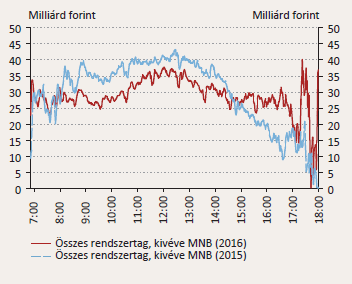 Milliárd forint Milliárd forint
50 50
45 45
40 40
35 35
30 30
25 25
20 20
15 15
10 10
5 5
0 0
7:00 8:00 9:00 10:00 11:00 12:00 13:00 14:00 15:00 16:00 17:00 18:00
Összes rendszertag, kivéve MNB (2016)
Összes rendszertag, kivéve MNB (2015)